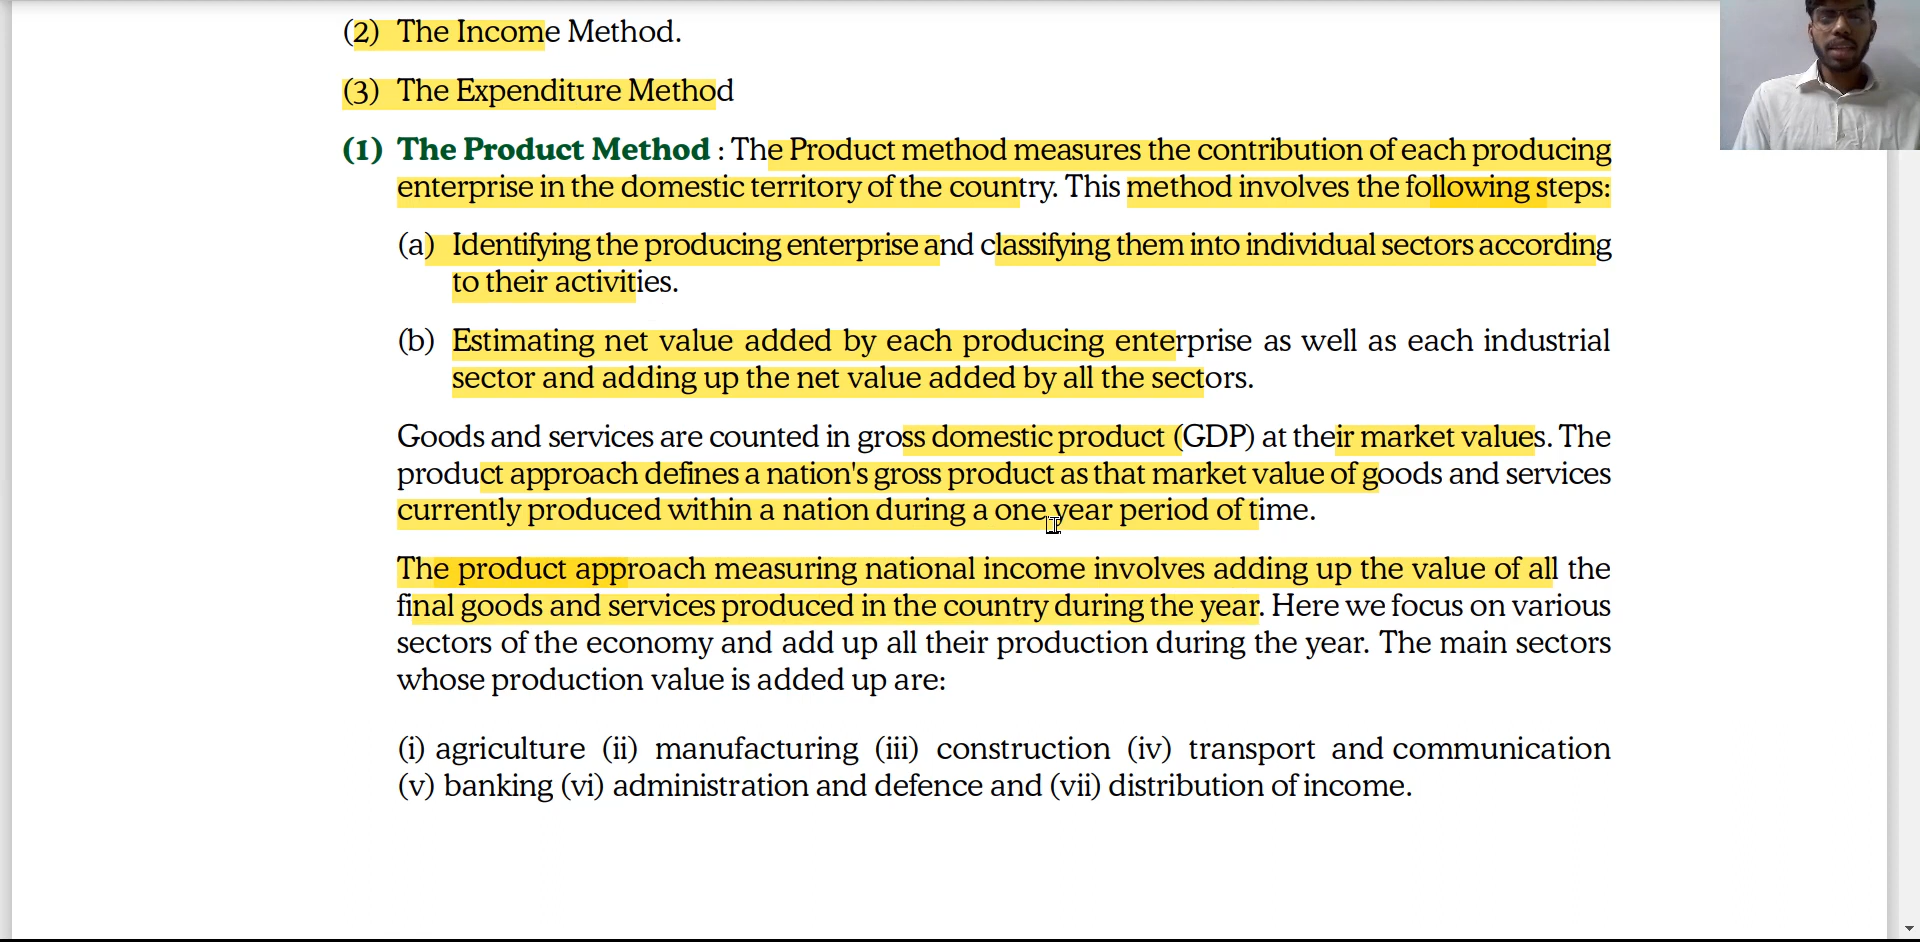 (2) The Income Method.
(3) The Expenditure Method
(1) The Product Method : The Product method measures the contribution of each producing
enterprise in the domestic territory of the country. This method involves the following steps:
(a) Identifying the producing enterprise and classifying them into individual sectors according
to their activities.
(b) Estimating net value added by each producing enterprise as well as each industrial
sector and adding up the net value added by all the sectors.
Goods and services are counted in gross domestic product (GDP) at their market values. The
product approach defines a nation's gross product as that market value of goods and services
currently produced within a nation during a one year period of time.
The product approach measuring national income involves adding up the value of all the
final goods and services produced in the country during the year. Here we focus on various
sectors of the economy and add up all their production during the year. The main sectors
whose production value is added up are:
(i) agriculture (ii) manufacturing (iii) construction (iv) transport and communication
(v) banking (vi) administration and defence and (vii) distribution of income.